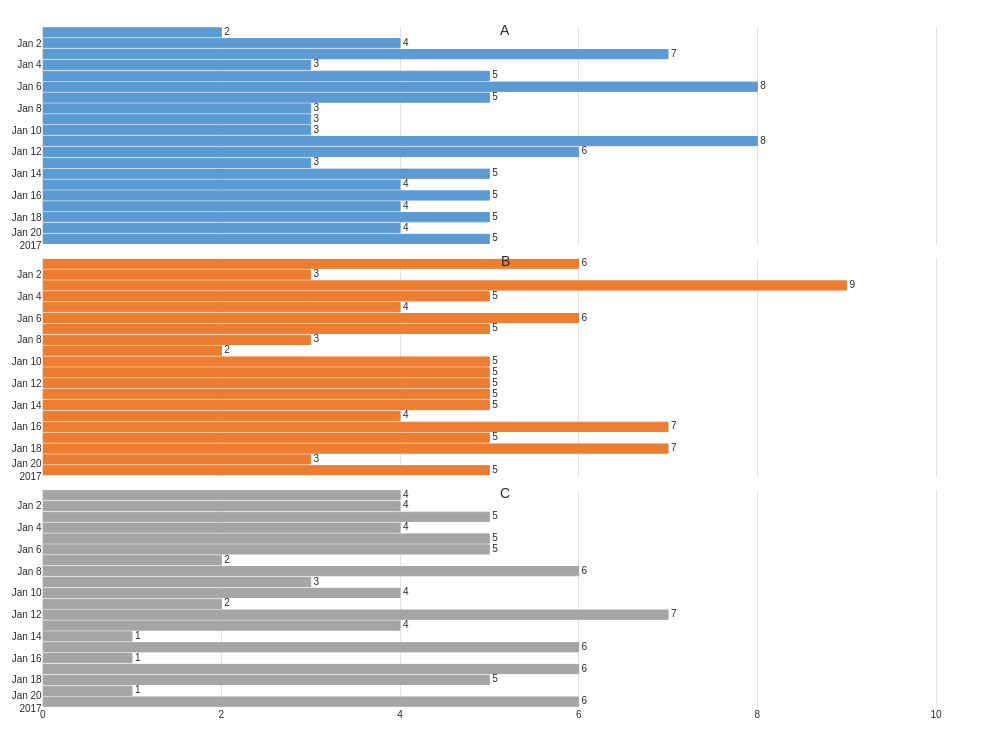 A
2
Jan 2 4
7
Jan 4 3
5
Jan 6 8
5
Jan 8 3
3
Jan 10 3
8
Jan 12 6
3
Jan 14 5
4
Jan 16 5
4
Jan 18 5
4
Jan 20 5
2017
B
6
Jan 2 3
9
Jan 4 5
4
Jan 6 6
5
Jan 8 3
2
Jan 10 5
5
Jan 12 5
5
Jan 14 5
4
Jan 16 7
5
Jan 18 7
3
Jan 20 5
2017
C
4
Jan 2 4
5
Jan 4 4
5
Jan 6 5
2
Jan 8 6
3
Jan 10 4
2
Jan 12 7
4
Jan 14 1
6
Jan 16 1
6
Jan 18 5
1
Jan 20 6
2017
0 2 4 6 8 10